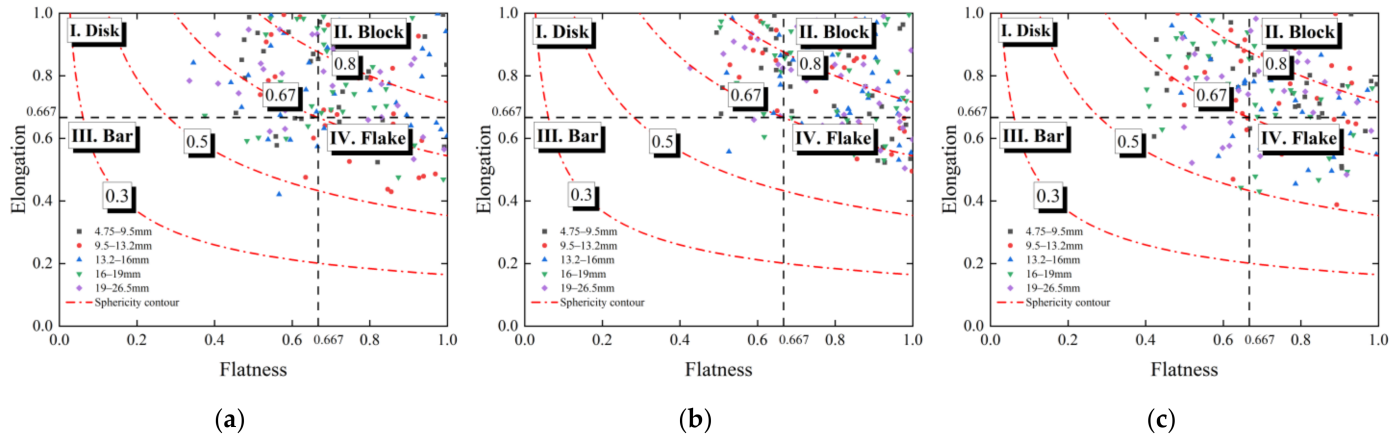 1.0
0.8
0.667
0.6
0.4
0.2
0.0
Elongation
I. Disk
II. Block
0.8
0.67
III. Bar
IV. Flake
0.5
0.3
4.75–9.5mm
9.5–13.2mm
13.2–16mm
16–19mm
19–26.5mm
Sphericity contour
0.0 0.2 0.4 0.6 0.667 0.8 1.0
Flatness
(a)
1.0
0.8
0.667
0.6
0.4
0.2
0.0
Elongation
I. Disk
II. Block
0.8
0.67
III. Bar
IV. Flake
0.5
0.3
4.75–9.5mm
9.5–13.2mm
13.2–16mm
16–19mm
19–26.5mm
Sphericity contour
0.0 0.2 0.4 0.6 0.667 0.8 1.0
Flatness
(b)
1.0
0.8
0.667
0.6
0.4
0.2
0.0
Elongation
I. Disk
II. Block
0.8
0.67
III. Bar
IV. Flake
0.5
0.3
4.75–9.5mm
9.5–13.2mm
13.2–16mm
16–19mm
19–26.5mm
Sphericity contour
0.0 0.2 0.4 0.6 0.667 0.8 1.0
Flatness
(c)